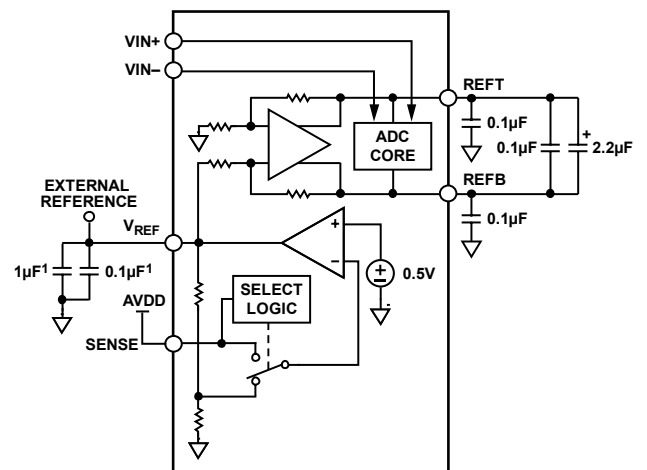 VIN+
VIN–
REFT
ADC
CORE
0.1µF
0.1µF
+
2.2µF
REFB
0.1µF
EXTERNAL
REFERENCE
VREF
1µF¹
0.1µF¹
+
–
0.5V
AVDD
SELECT
LOGIC
SENSE